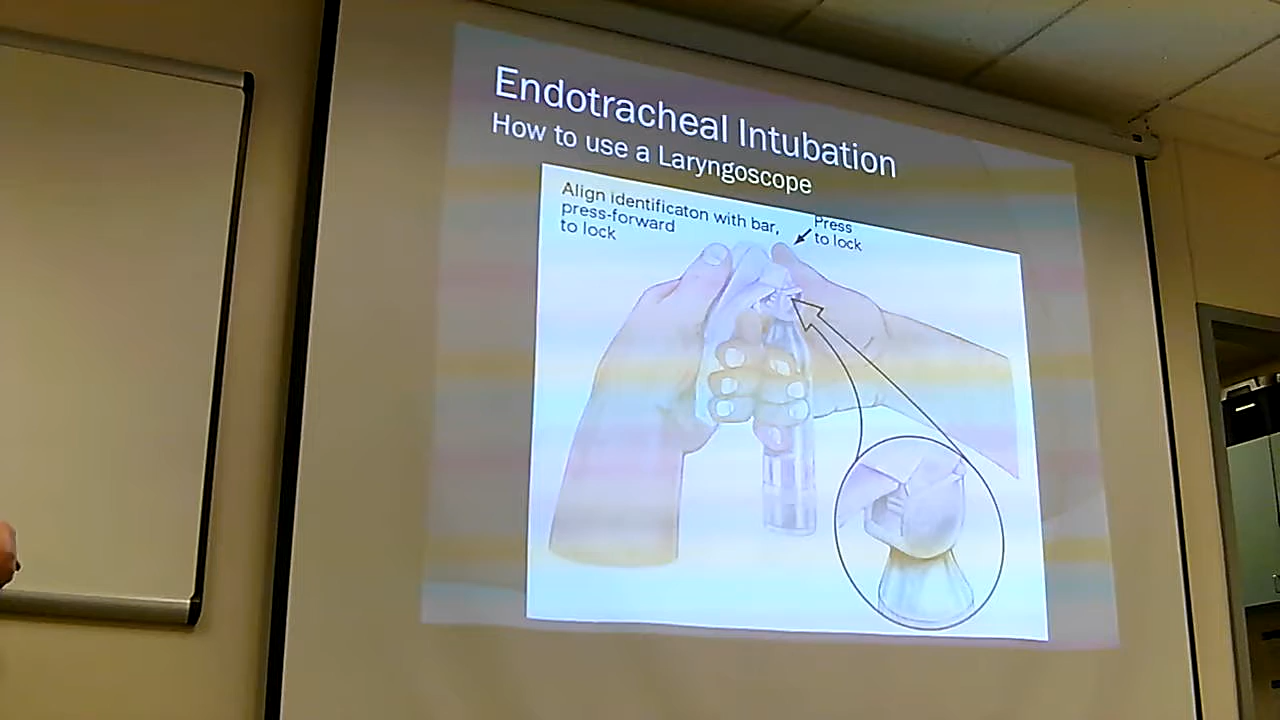 Endotracheal Intubation
How to use a Laryngoscope
Align identificaton with bar,
press-forward
to lock
Press
to lock